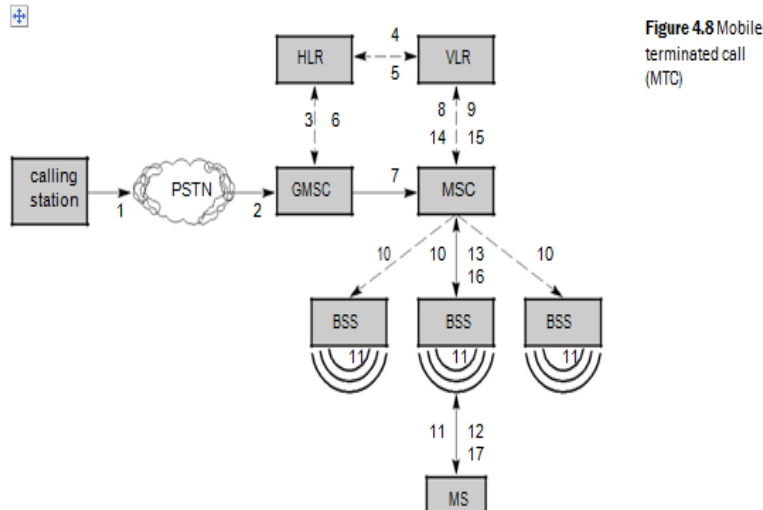 Figure 4.8 Mobile
terminated call
(MTC)
4
HLR
VLR
5
3
6
8
9
14
15
calling
station
PSTN
GMSC
7
MSC
1
2
10
10
13
10
16
BSS
BSS
BSS
11
11
11
11
12
17
MS